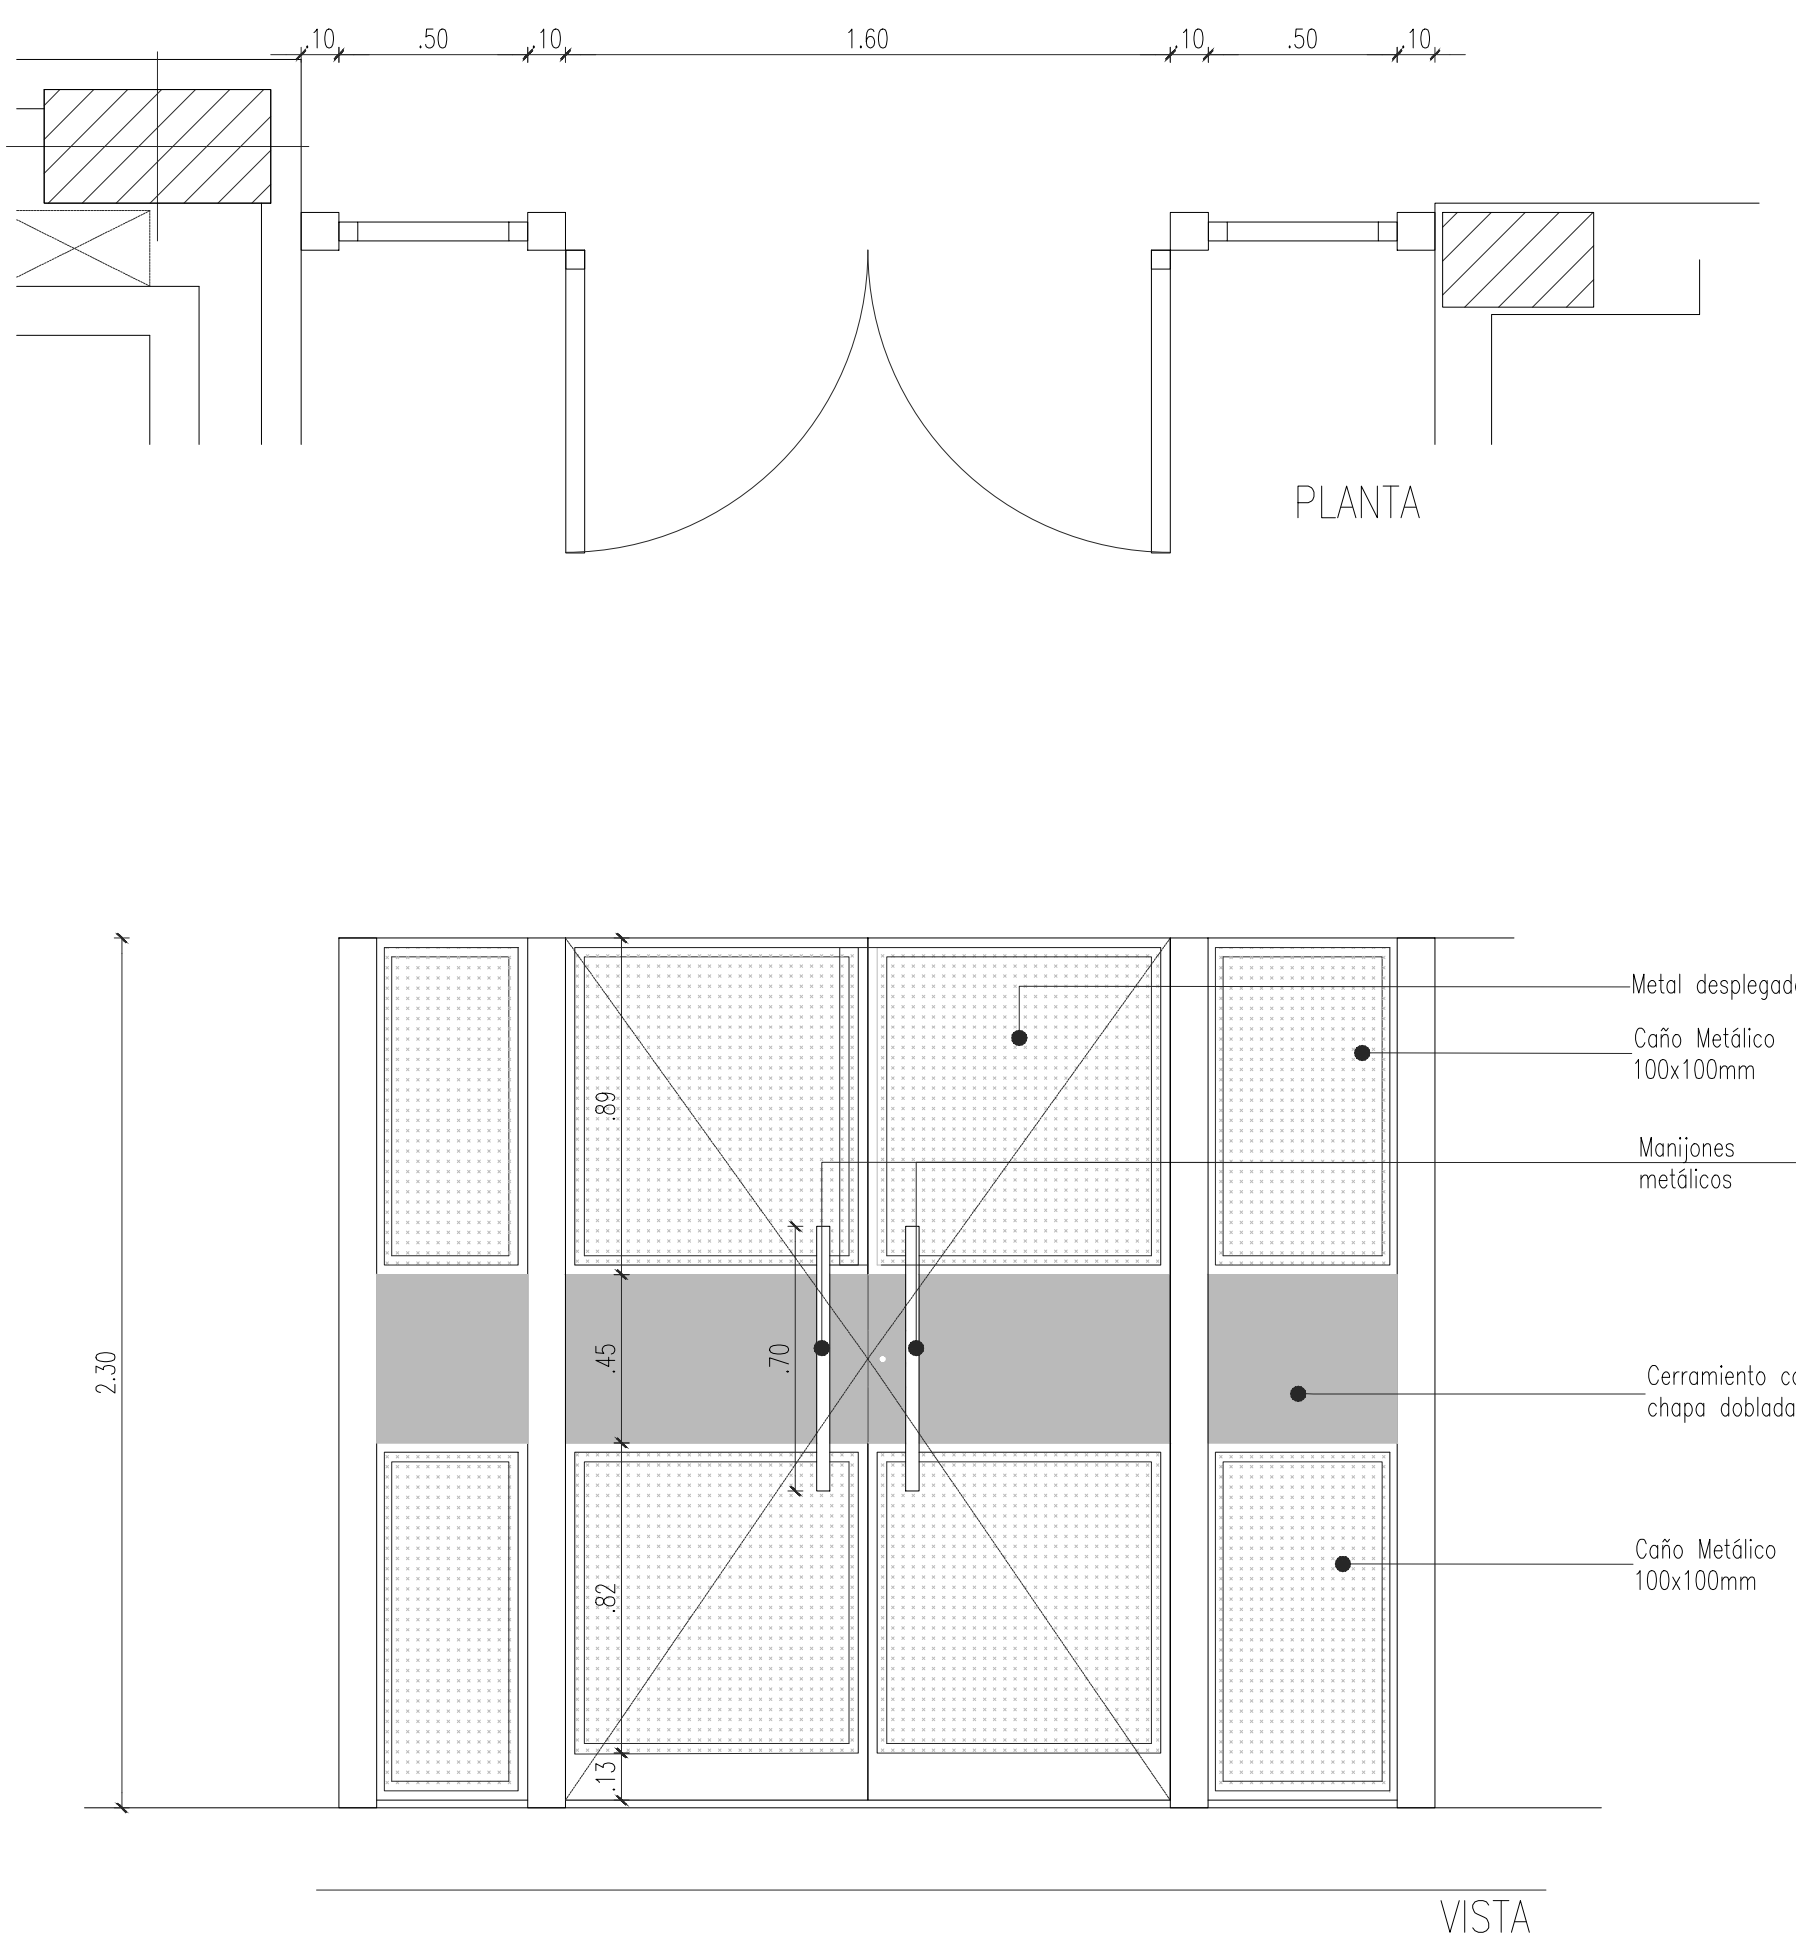 .10 .50 .10 1.60 .10 .50 .10
PLANTA
Metal desplegado
Caño Metálico
100x100mm
.89
Manijones
metálicos
2.30
.45
.70
Cerramiento
chapa doblada
Caño Metálico
100x100mm
.82
.13
VISTA